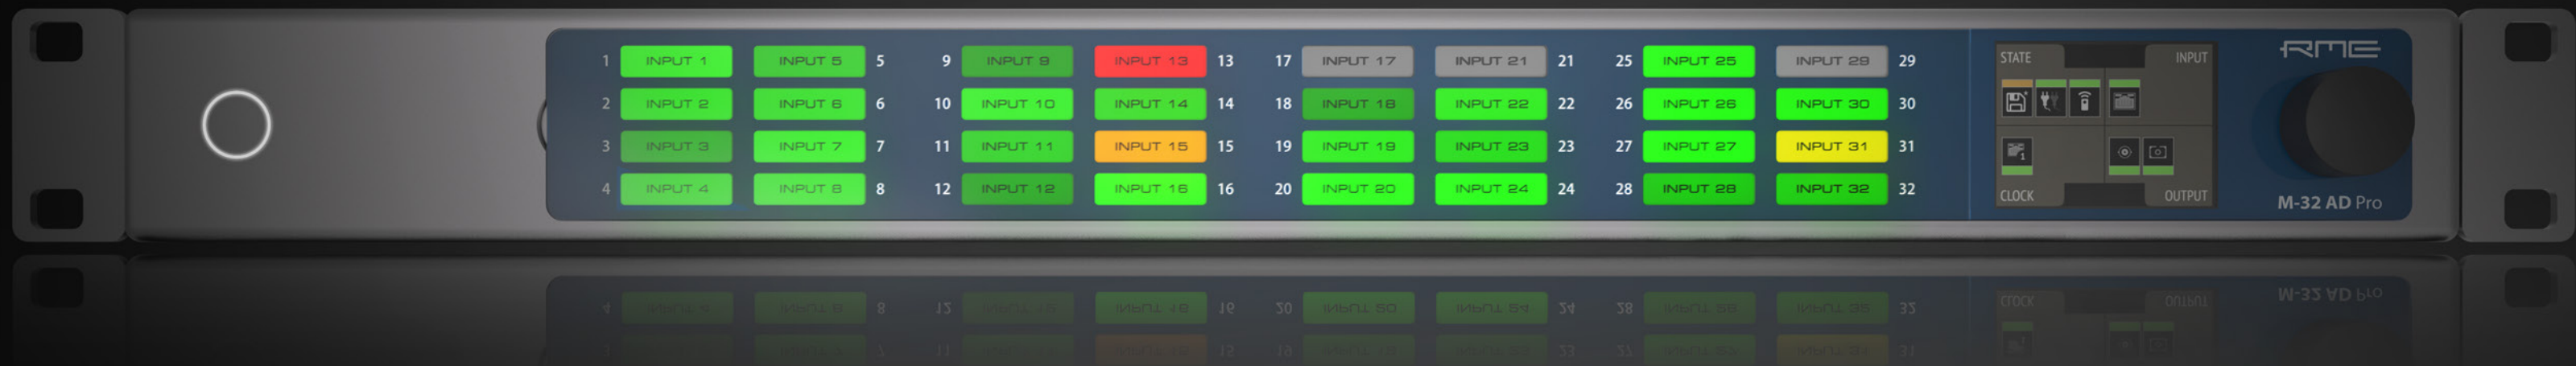 1 INPUT 1 INPUT 5 5 9 INPUT 9 INPUT 13 13 17 INPUT 17 INPUT 21 21 25 INPUT 25 INPUT 29 29
2 INPUT 2 INPUT 6 6 10 INPUT 10 INPUT 14 14 18 INPUT 18 INPUT 22 22 26 INPUT 26 INPUT 30 30
3 INPUT 3 INPUT 7 7 11 INPUT 11 INPUT 15 15 19 INPUT 19 INPUT 23 23 27 INPUT 27 INPUT 31 31
4 INPUT 4 INPUT 8 8 12 INPUT 12 INPUT 16 16 20 INPUT 20 INPUT 24 24 28 INPUT 28 INPUT 32 32
STATE INPUT
1
CLOCK OUTPUT
RME
M-32 AD Pro